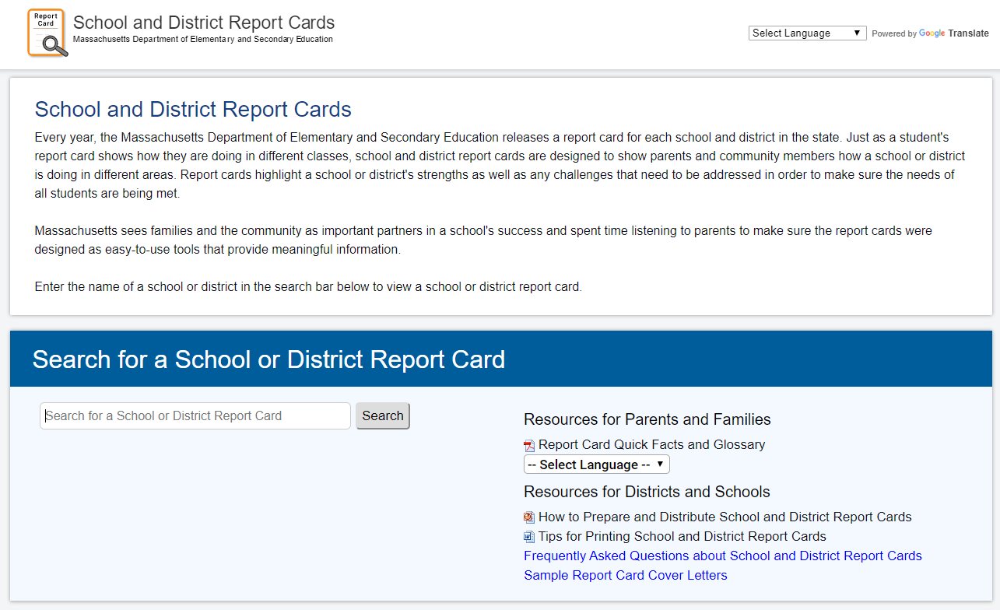 Report
Card
School and District Report Cards
Massachusetts Department of Elementary and Secondary Education
Select Language
Powered by Google Translate
School and District Report Cards
Every year, the Massachusetts Department of Elementary and Secondary Education releases a report card for each school and district in the state. Just as a student's
report card shows how they are doing in different classes, school and district report cards are designed to show parents and community members how a school or district
is doing in different areas. Report cards highlight a school or district's strengths as well as any challenges that need to be addressed in order to make sure the needs of
all students are being met.
Massachusetts sees families and the community as important partners in a school's success and spent time listening to parents to make sure the report cards were
designed as easy-to-use tools that provide meaningful information.
Enter the name of a school or district in the search bar below to view a school or district report card.
Search for a School or District Report Card
Search for a School or District Report Card
Search
Resources for Parents and Families
Report Card Quick Facts and Glossary
-- Select Language --
Resources for Districts and Schools
How to Prepare and Distribute School and District Report Cards
Tips for Printing School and District Report Cards
Frequently Asked Questions about School and District Report Cards
Sample Report Card Cover Letters